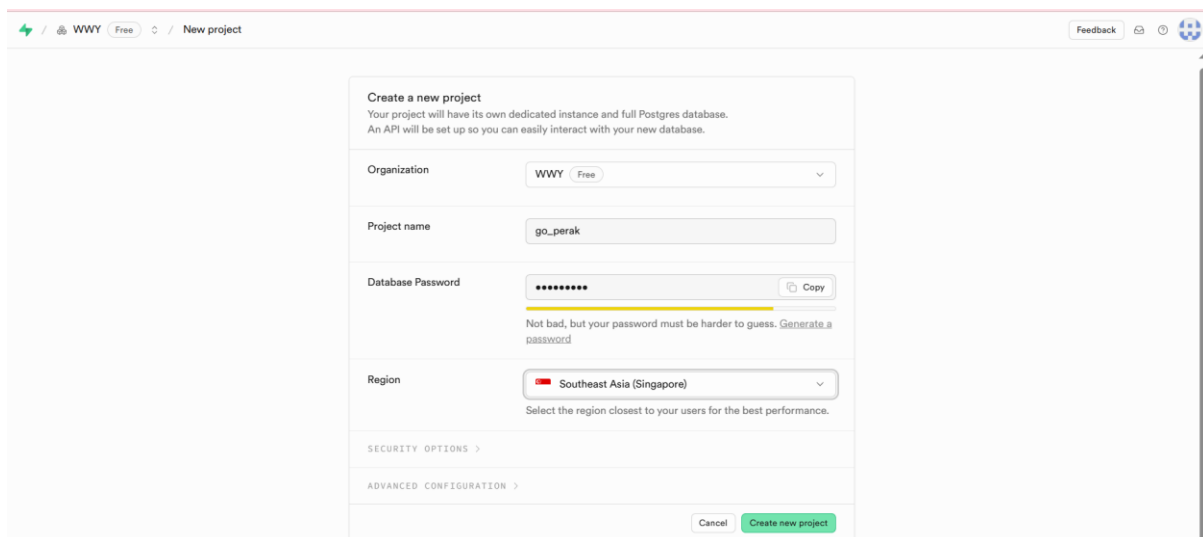 / WWY Free / New project
Feedback
Create a new project
Your project will have its own dedicated instance and full Postgres database.
An API will be set up so you can easily interact with your new database.
Organization
WWY Free
Project name
go_perak
Database Password
••••••••• Copy
Not bad, but your password must be harder to guess. Generate a
password
Region
Southeast Asia (Singapore)
Select the region closest to your users for the best performance.
SECURITY OPTIONS >
ADVANCED CONFIGURATION >
Cancel Create new project